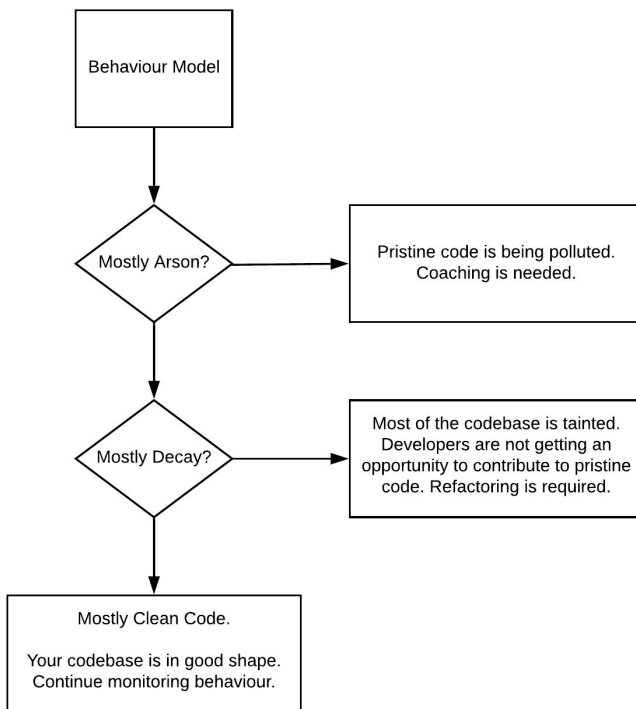 Behaviour Model
Mostly Arson?
Pristine code is being polluted.
Coaching is needed.
Mostly Decay?
Most of the codebase is tainted.
Developers are not getting an
opportunity to contribute to pristine
code. Refactoring is required.
Mostly Clean Code.
Your codebase is in good shape.
Continue monitoring behaviour.